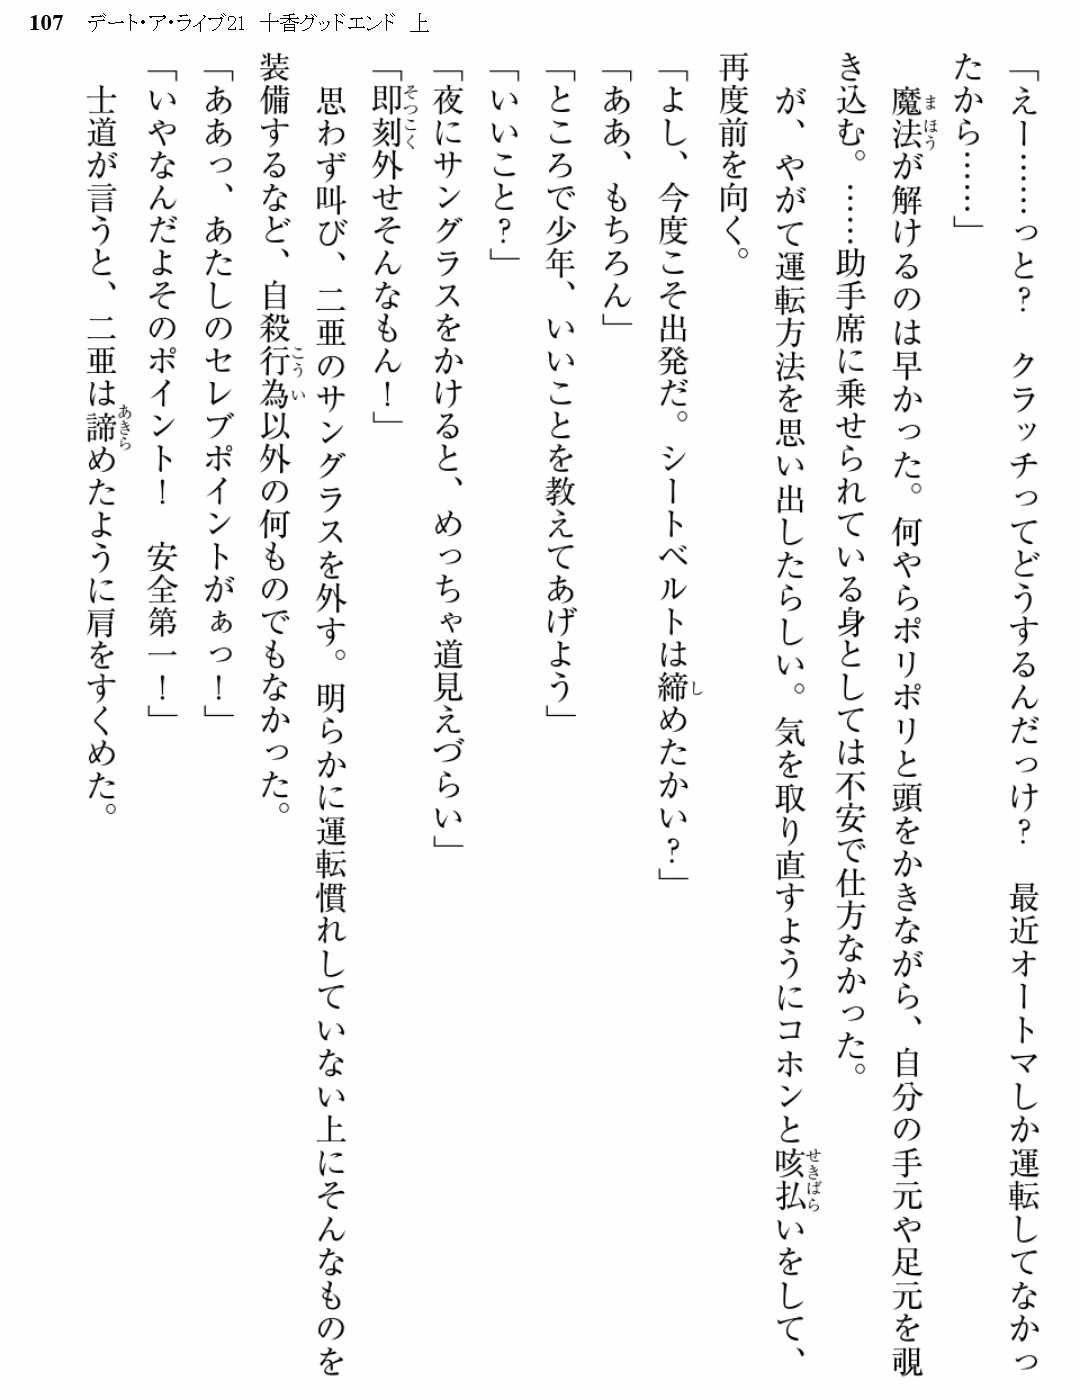 107 デート・ア・ライブ21 十香グッドエンド 上
「えー……っと？　クラッチってどうするんだっけ？　最近オートマしか運転してなかっ
たから……」
　魔法が解けるのは早かった。何やらポリポリと頭をかきながら、自分の手元や足元を覗
き込む。……助手席に乗せられている身としては不安で仕方なかった。
　が、やがて運転方法を思い出したらしい。気を取り直すようにコホンと咳払いをして、
再度前を向く。
「よし、今度こそ出発だ。シートベルトは締めたかい？」
「ああ、もちろん」
「ところで少年、いいことを教えてあげよう」
「いいこと？」
「夜にサングラスをかけると、めっちゃ道見えづらい」
「即刻外せそんなもん！」
　思わず叫び、二亜のサングラスを外す。明らかに運転慣れしていない上にそんなものを
装備するなど、自殺行為以外の何ものでもなかった。
「ああっ、あたしのセレブポイントがぁっ！」
「いやなんだよそのポイント！　安全第一！」
　士道が言うと、二亜は諦めたように肩をすくめた。